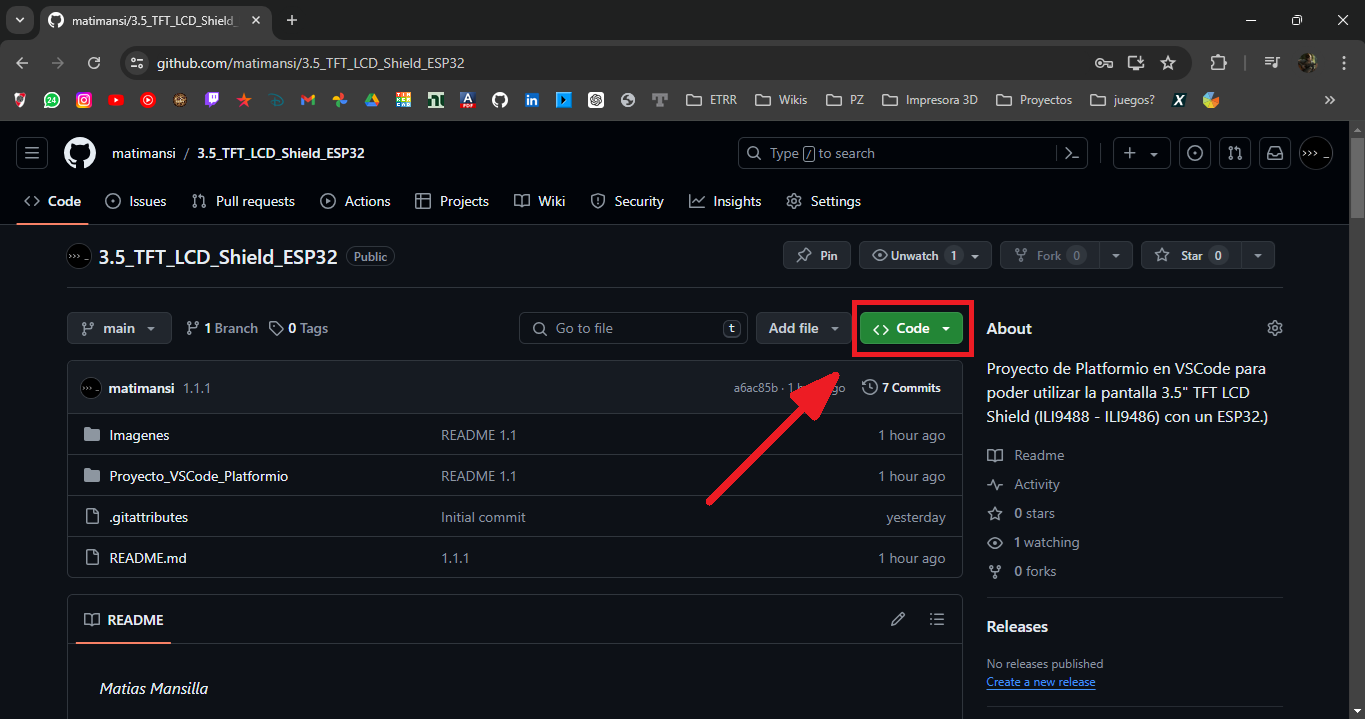 matimansi/3.5_TFT_LCD_Shield_
github.com/matimansi/3.5_TFT_LCD_Shield_ESP32
24
ETRR
Wikis
PZ
Impresora 3D
Proyectos
juegos?
matimansi / 3.5_TFT_LCD_Shield_ESP32
Type / to search
Code
Issues
Pull requests
Actions
Projects
Wiki
Security
Insights
Settings
3.5_TFT_LCD_Shield_ESP32 Public
Pin
Unwatch 1
Fork 0
Star 0
main
1 Branch
0 Tags
Go to file t
Add file
<> Code
matimansi 1.1.1
a6ac85b · 1 ago
7 Commits
Imagenes README 1.1 1 hour ago
Proyecto_VSCode_Platformio README 1.1 1 hour ago
.gitattributes Initial commit yesterday
README.md 1.1.1 1 hour ago
README
Matias Mansilla
About
Proyecto de Platformio en VSCode para
poder utilizar la pantalla 3.5" TFT LCD
Shield (ILI9488 - ILI9486) con un ESP32.)
Readme
Activity
0 stars
1 watching
0 forks
Releases
No releases published
Create a new release